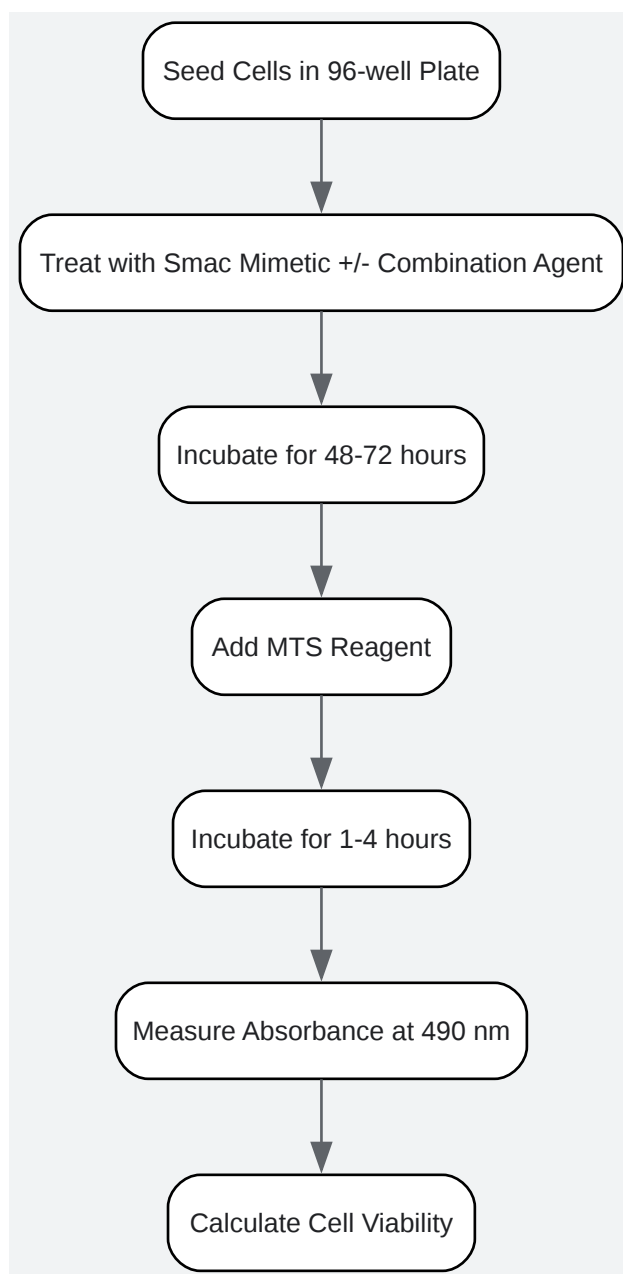 Seed Cells in 96-well Plate
Treat with Smac Mimetic +/- Combination Agent
Incubate for 48-72 hours
Add MTS Reagent
Incubate for 1-4 hours
Measure Absorbance at 490 nm
Calculate Cell Viability